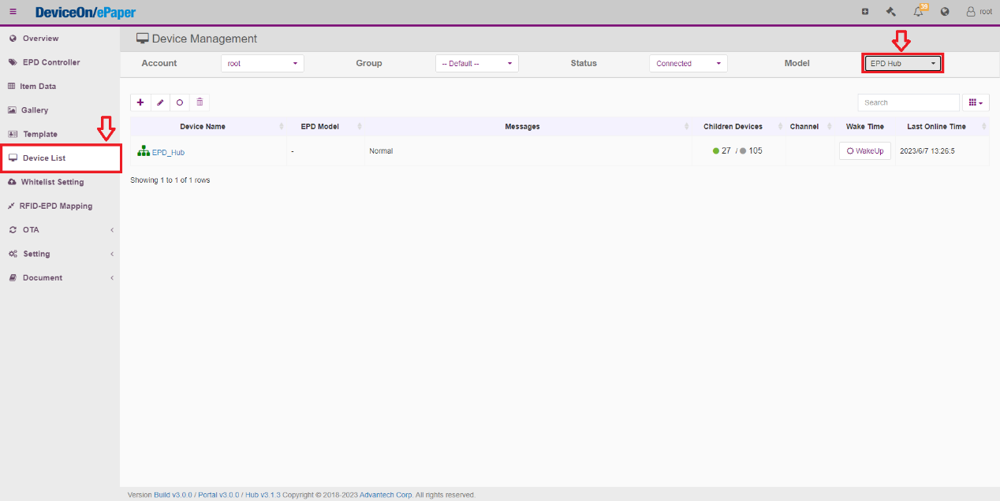 DeviceOn/ePaper
39
root
Overview
EPD Controller
Item Data
Gallery
Template
Device List
Whitelist Setting
RFID-EPD Mapping
OTA
Setting
Document
Device Management
Account root Group -- Default -- Status Connected Model EPD Hub
Search
Device Name EPD Model Messages Children Devices Channel Wake Time Last Online Time
EPD_Hub - Normal 27 / 105 WakeUp 2023/6/7 13:26:5
Showing 1 to 1 of 1 rows
Version Build v3.0.0 / Portal v3.0.0 / Hub v3.1.3 Copyright © 2018-2023 Advantech Corp. All rights reserved.